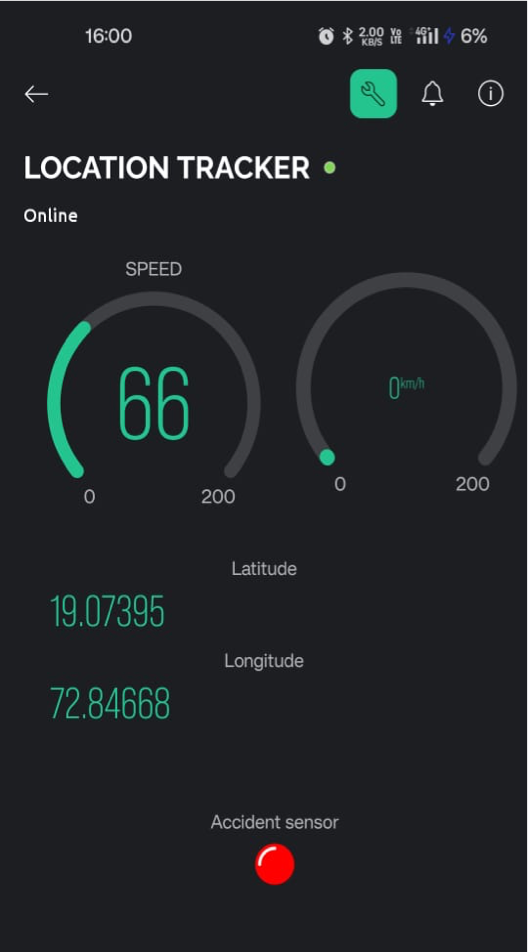 16:00 2.00 KB/S Vo LTE 4G 6%
LOCATION TRACKER
Online
SPEED
66
0km/h
0 200
0 200
Latitude
19.07395
Longitude
72.84668
Accident sensor